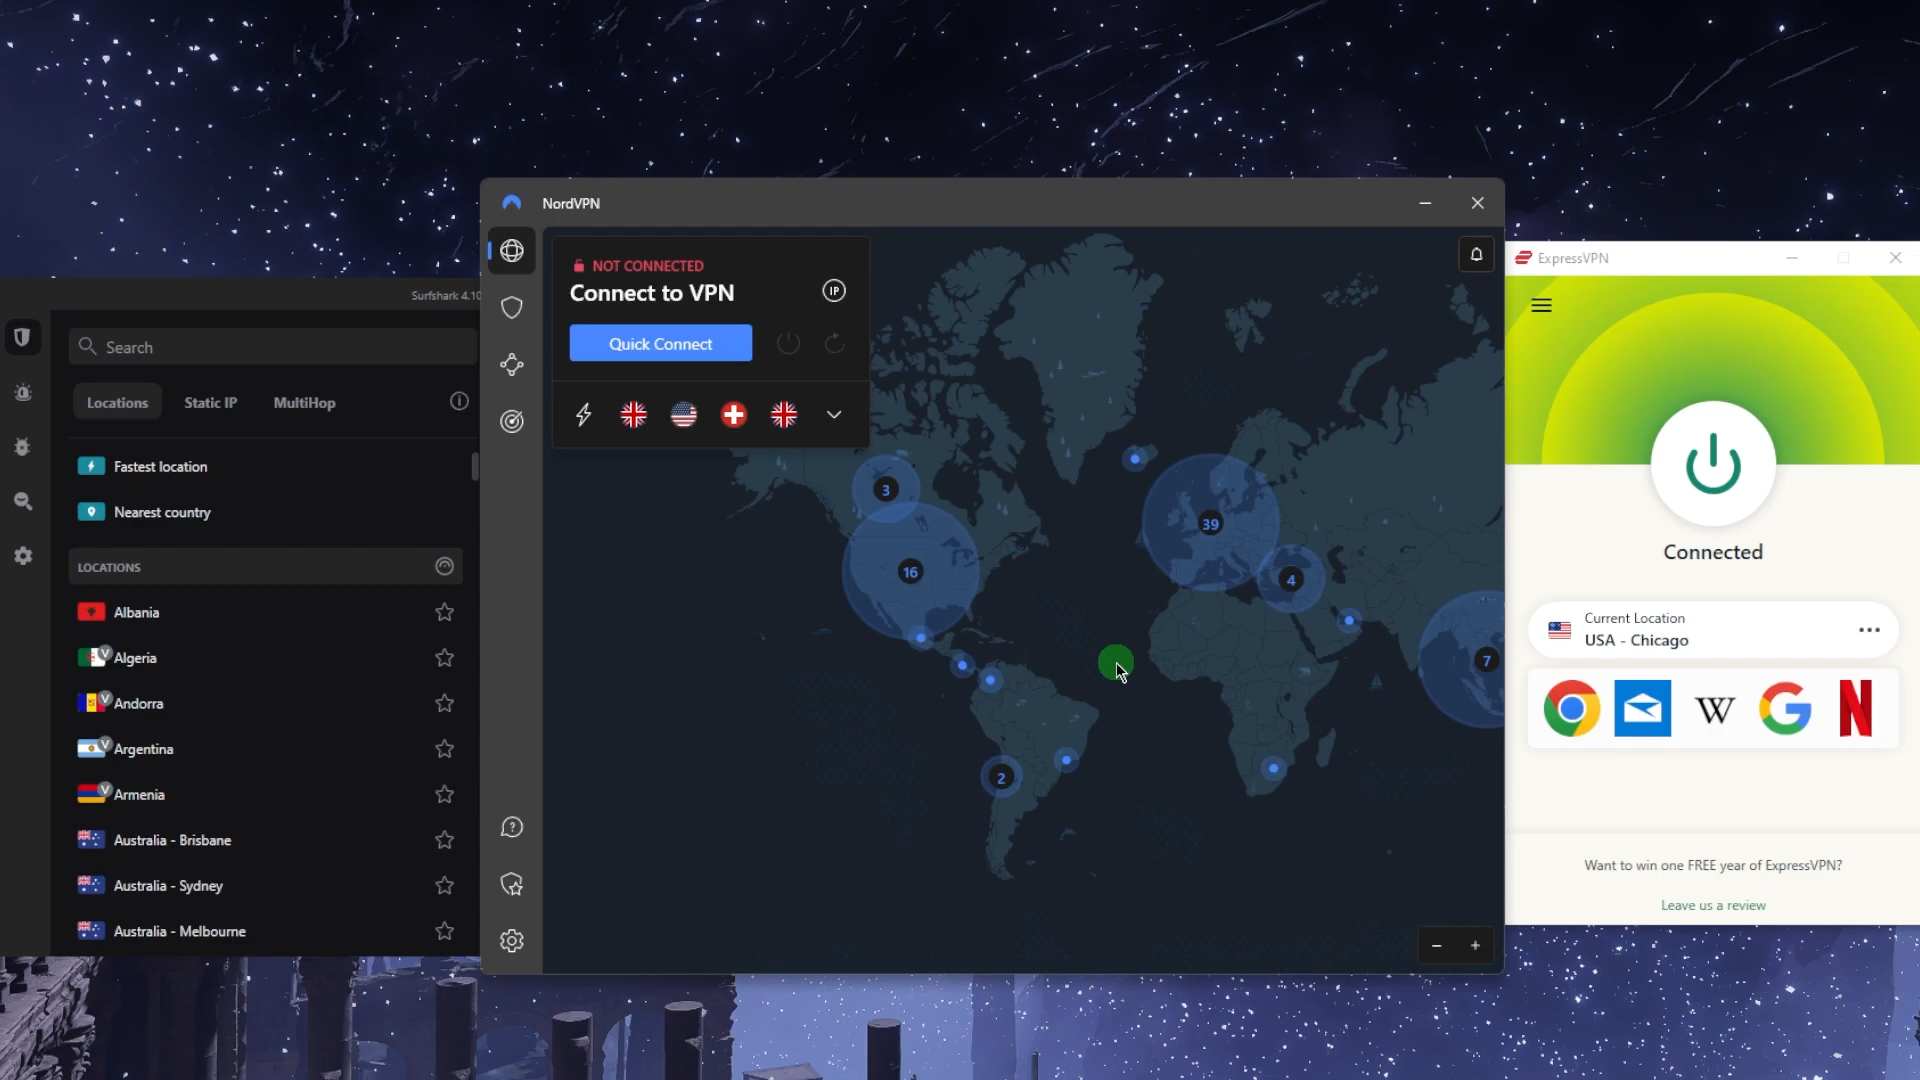 Surfshark 4.10
Search
Locations
Static IP
MultiHop
Fastest location
Nearest country
LOCATIONS
Albania
V
Algeria
V
Andorra
V
Argentina
V
Armenia
Australia - Brisbane
Australia - Sydney
Australia - Melbourne
NordVPN
NOT CONNECTED
Connect to VPN
IP
Quick Connect
3
16
39
4
7
2
ExpressVPN
Connected
Current Location
USA - Chicago
W
G
N
Want to win one FREE year of ExpressVPN?
Leave us a review